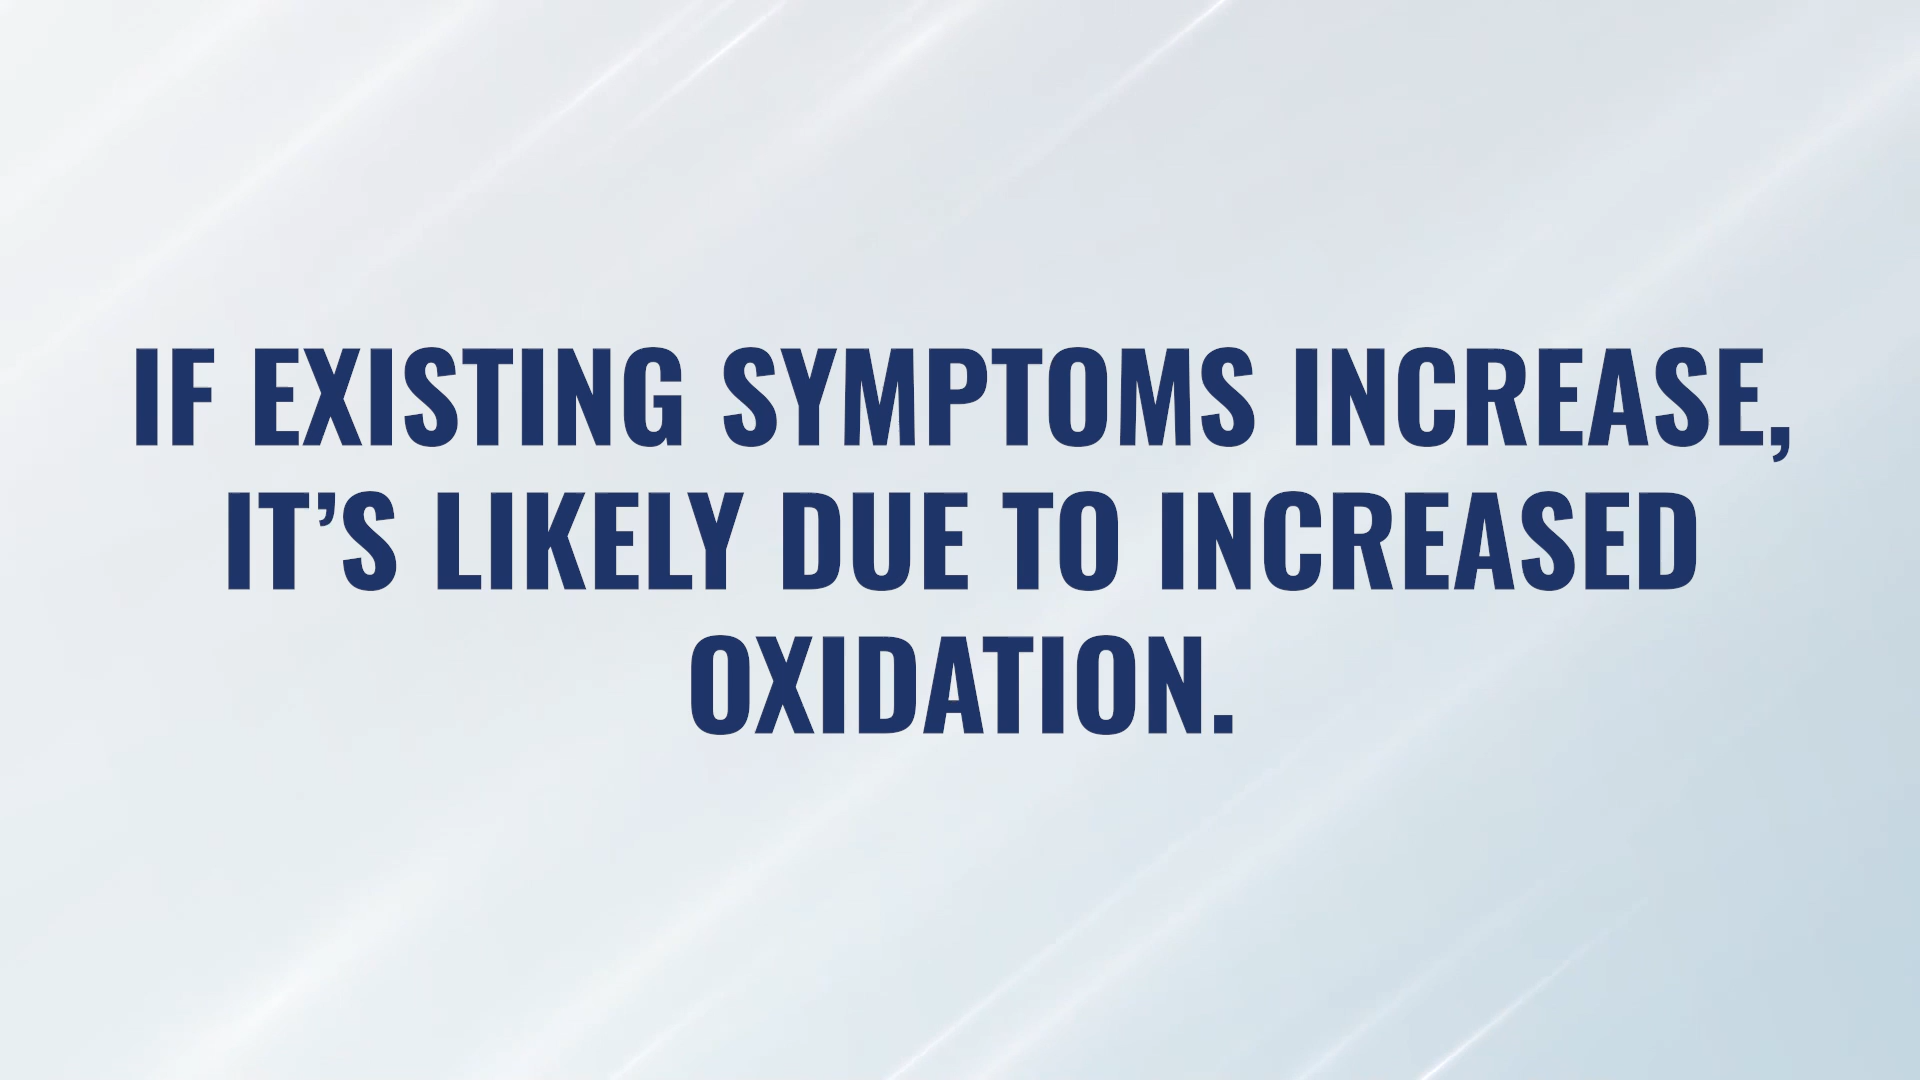 IF EXISTING SYMPTOMS INCREASE,
IT’S LIKELY DUE TO INCREASED
OXIDATION.